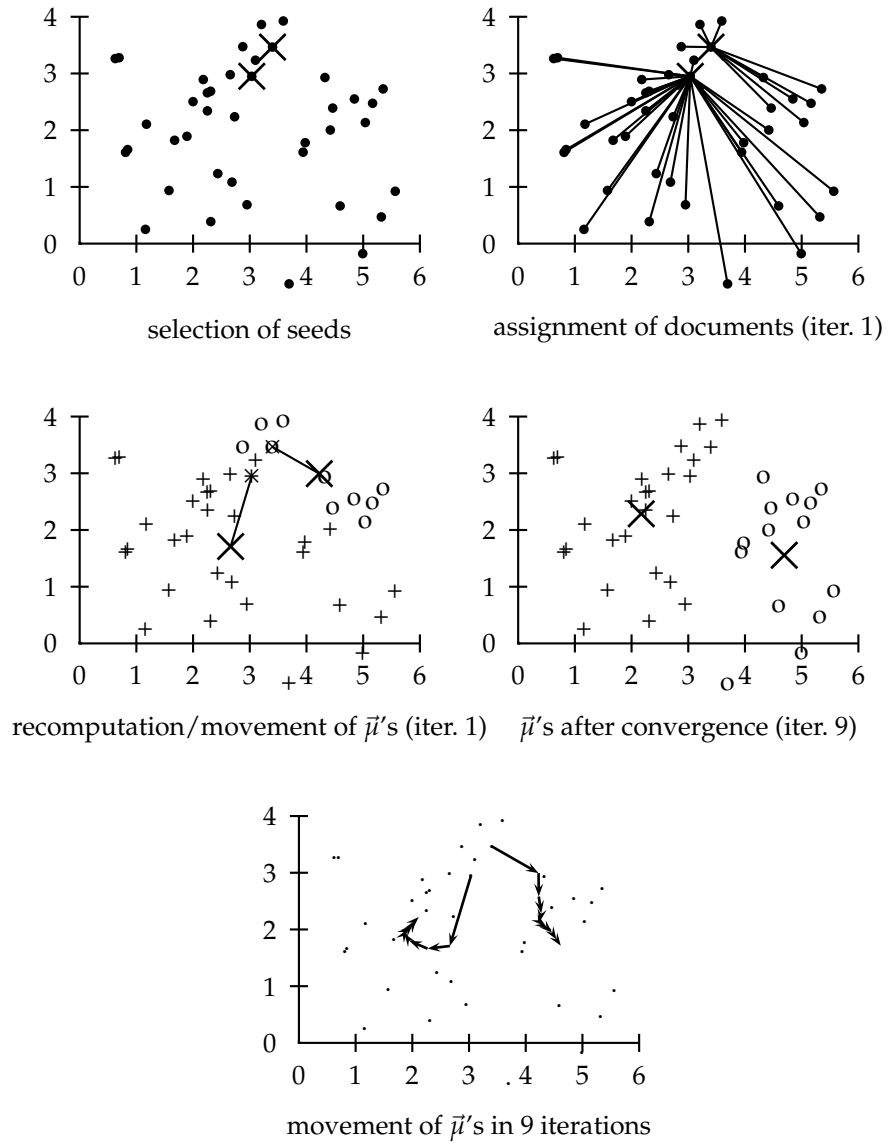 4
3
2
1
0
0 1 2 3 4 5 6
selection of seeds
4
3
2
1
0
0 1 2 3 4 5 6
assignment of documents (iter. 1)
4
3
2
1
0
0 1 2 3 4 5 6
recomputation/movement of μ⃗'s (iter. 1)
4
3
2
1
0
0 1 2 3 4 5 6
μ⃗'s after convergence (iter. 9)
4
3
2
1
0
0 1 2 3 4 5 6
movement of μ⃗'s in 9 iterations